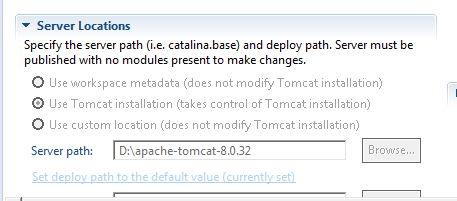 Server Locations
Specify the server path (i.e. catalina.base) and deploy path. Server must be
published with no modules present to make changes.
Use workspace metadata (does not modify Tomcat installation)
Use Tomcat installation (takes control of Tomcat installation)
Use custom location (does not modify Tomcat installation)
Server path: D:\apache-tomcat-8.0.32 Browse...
Set deploy path to the default value (currently set)